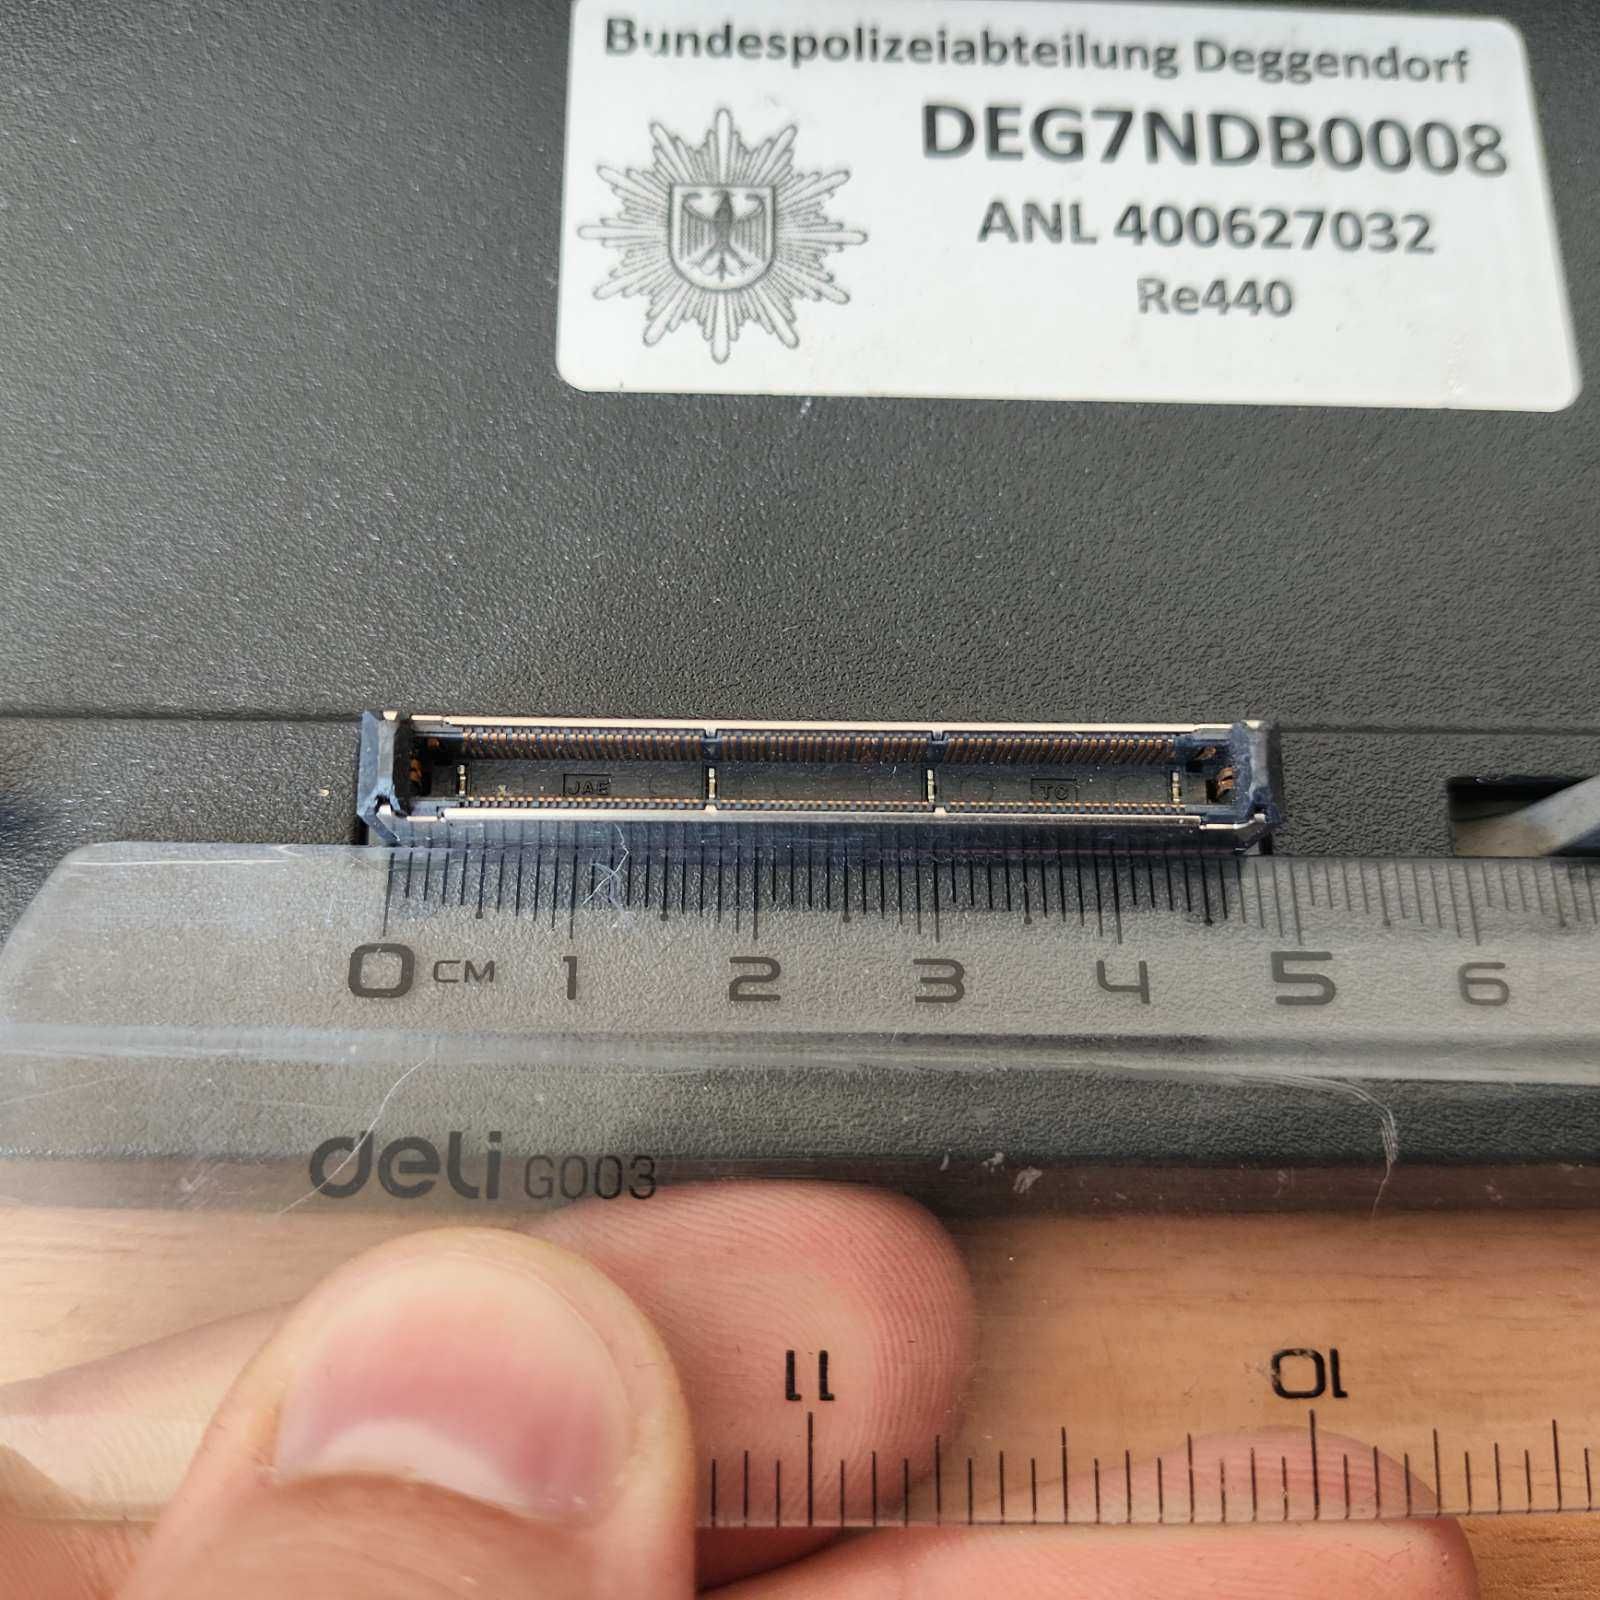 Bundespolizeiabteilung Deggendorf
DEG7NDB0008
ANL 400627032
Re440
JAE
TC
0 CM 1 2 3 4 5 6
deli G003
11 10